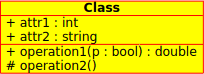 Class
+ attr1 : int
+ attr2 : string
+ operation1(p : bool) : double
# operation2()